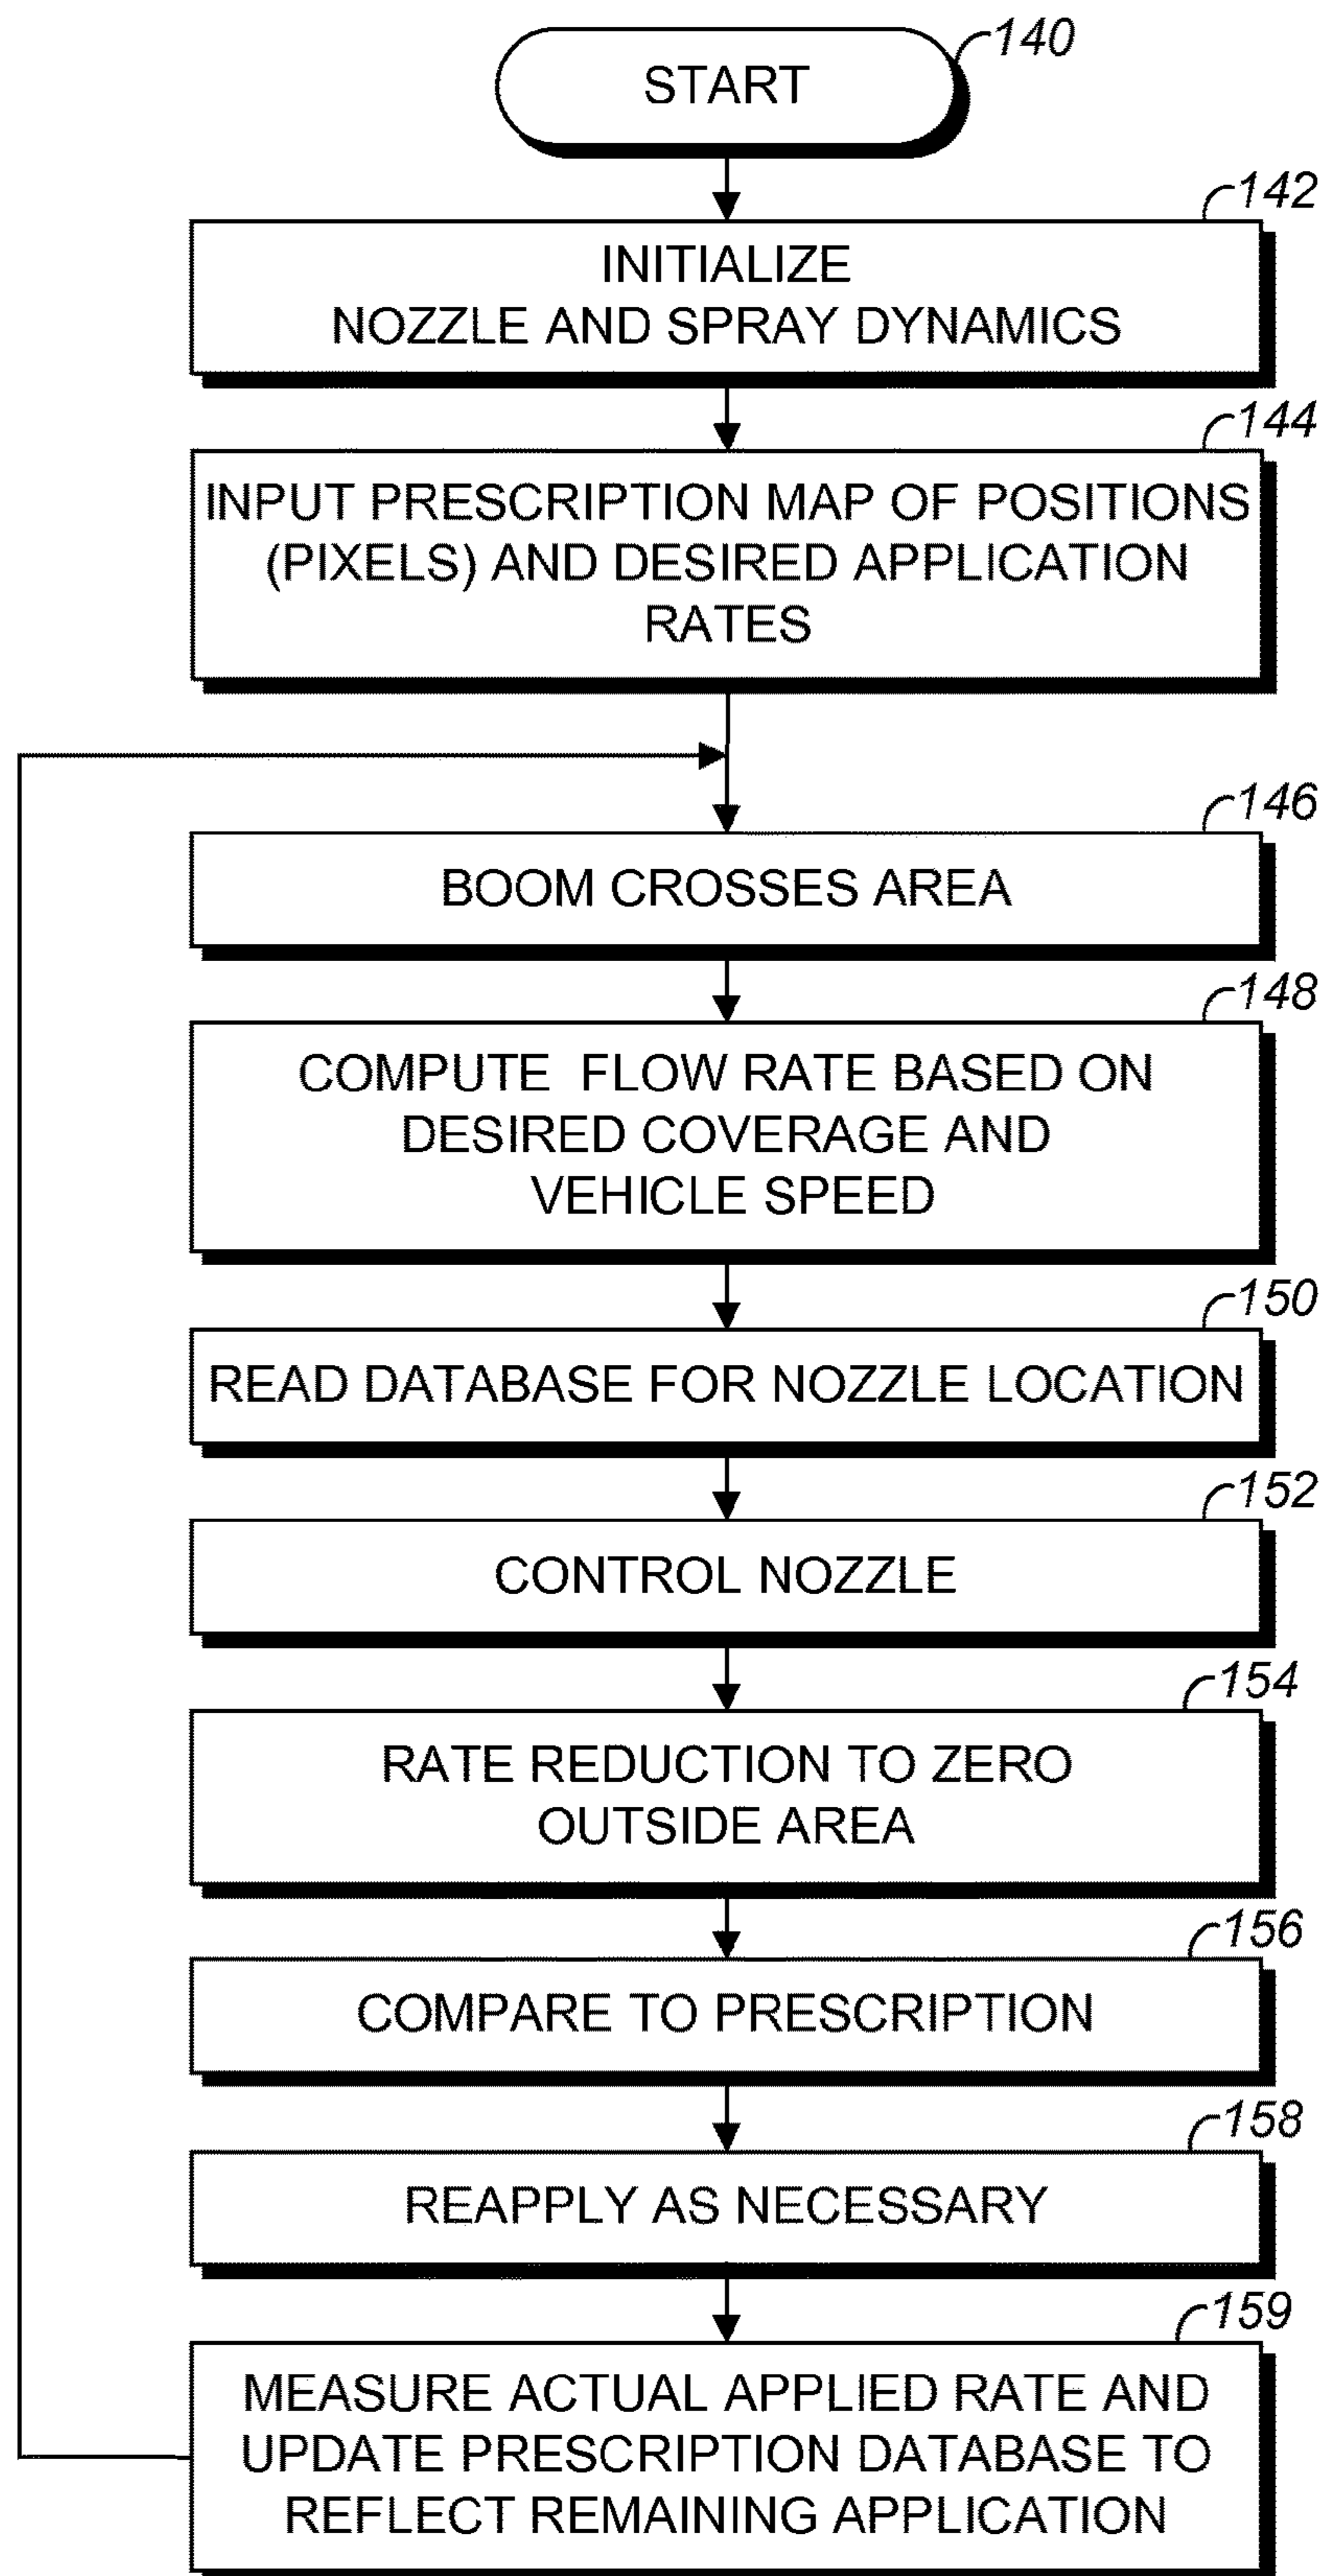 140
START
142
INITIALIZE
NOZZLE AND SPRAY DYNAMICS
144
INPUT PRESCRIPTION MAP OF POSITIONS
(PIXELS) AND DESIRED APPLICATION
RATES
146
BOOM CROSSES AREA
148
COMPUTE FLOW RATE BASED ON
DESIRED COVERAGE AND
VEHICLE SPEED
150
READ DATABASE FOR NOZZLE LOCATION
152
CONTROL NOZZLE
154
RATE REDUCTION TO ZERO
OUTSIDE AREA
156
COMPARE TO PRESCRIPTION
158
REAPPLY AS NECESSARY
159
MEASURE ACTUAL APPLIED RATE AND
UPDATE PRESCRIPTION DATABASE TO
REFLECT REMAINING APPLICATION